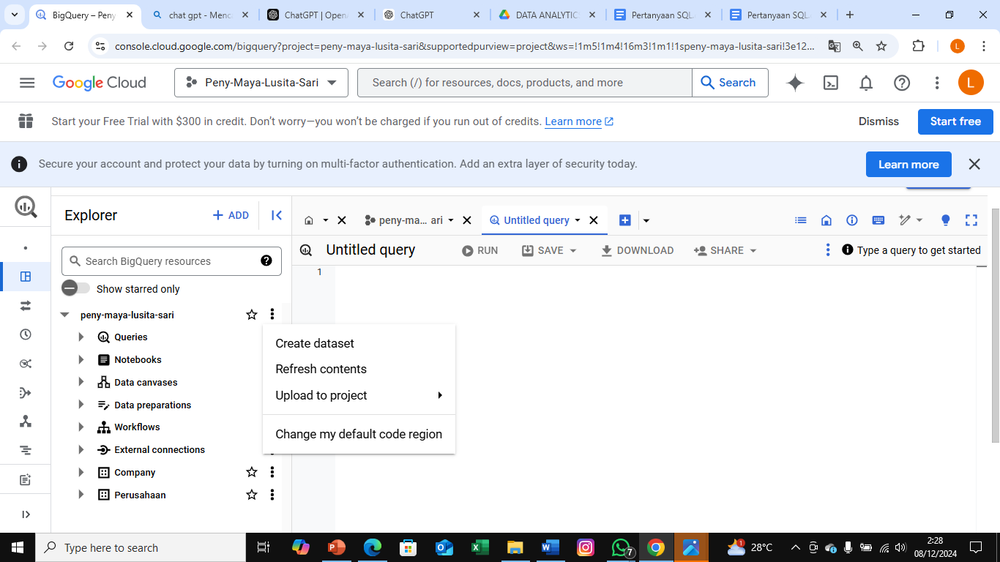 BigQuery – Peny
chat gpt - Menc
ChatGPT | Open
ChatGPT
DATA ANALYTIC
Pertanyaan SQL
Pertanyaan SQL
console.cloud.google.com/bigquery?project=peny-maya-lusita-sari&supportedpurview=project&ws=!1m5!1m4!16m3!1m1!1speny-maya-lusita-sari!3e12...
L
Google Cloud
Peny-Maya-Lusita-Sari
Search (/) for resources, docs, products, and more
Search
L
Start your Free Trial with $300 in credit. Don't worry—you won't be charged if you run out of credits. Learn more
Dismiss
Start free
Secure your account and protect your data by turning on multi-factor authentication. Add an extra layer of security today.
Learn more
Explorer
+ ADD
peny-ma... ari
Untitled query
Search BigQuery resources
Show starred only
Untitled query
RUN
SAVE
DOWNLOAD
SHARE
Type a query to get started
1
peny-maya-lusita-sari
Queries
Notebooks
Data canvases
Data preparations
Workflows
External connections
Company
Perusahaan
Create dataset
Refresh contents
Upload to project
Change my default code region
Type here to search
7
1
28°C
2:28
08/12/2024